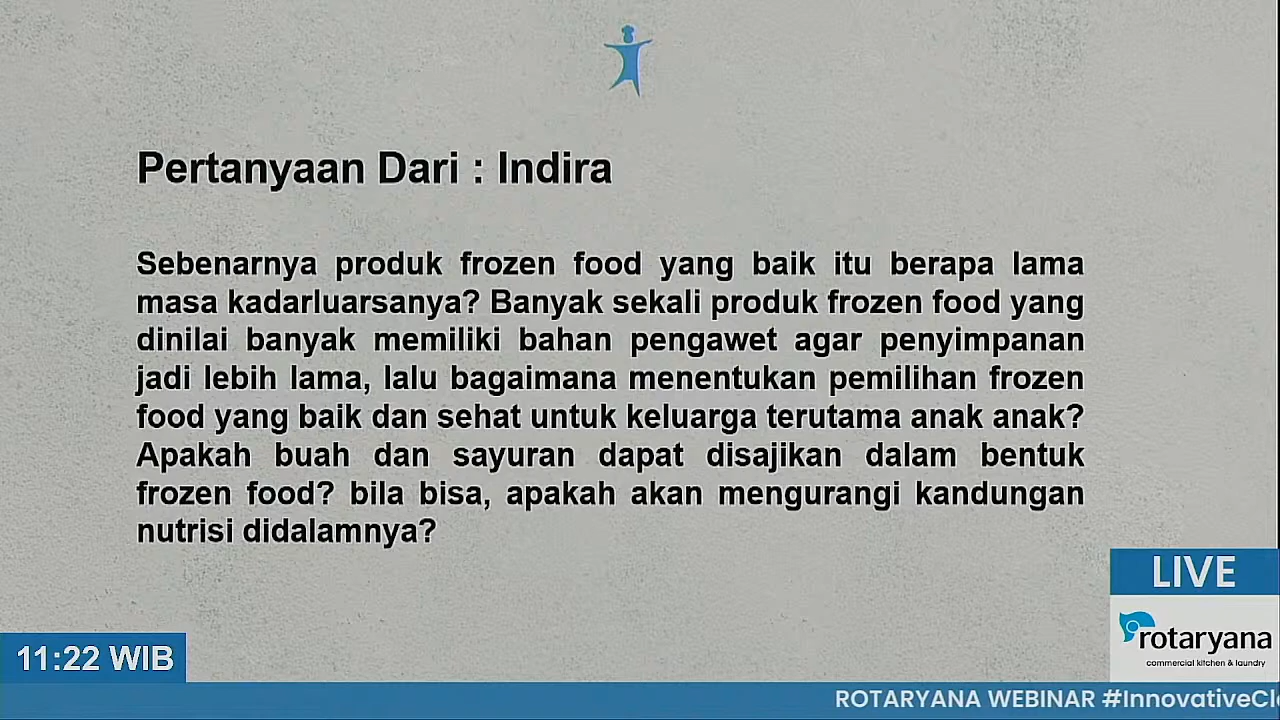 Pertanyaan Dari : Indira
Sebenarnya produk frozen food yang baik itu berapa lama
masa kadarluarsanya? Banyak sekali produk frozen food yang
dinilai banyak memiliki bahan pengawet agar penyimpanan
jadi lebih lama, lalu bagaimana menentukan pemilihan frozen
food yang baik dan sehat untuk keluarga terutama anak anak?
Apakah buah dan sayuran dapat disajikan dalam bentuk
frozen food? bila bisa, apakah akan mengurangi kandungan
nutrisi didalamnya?
LIVE
rotaryana
commercial kitchen & laundry
11:22 WIB
ROTARYANA WEBINAR #InnovativeCl